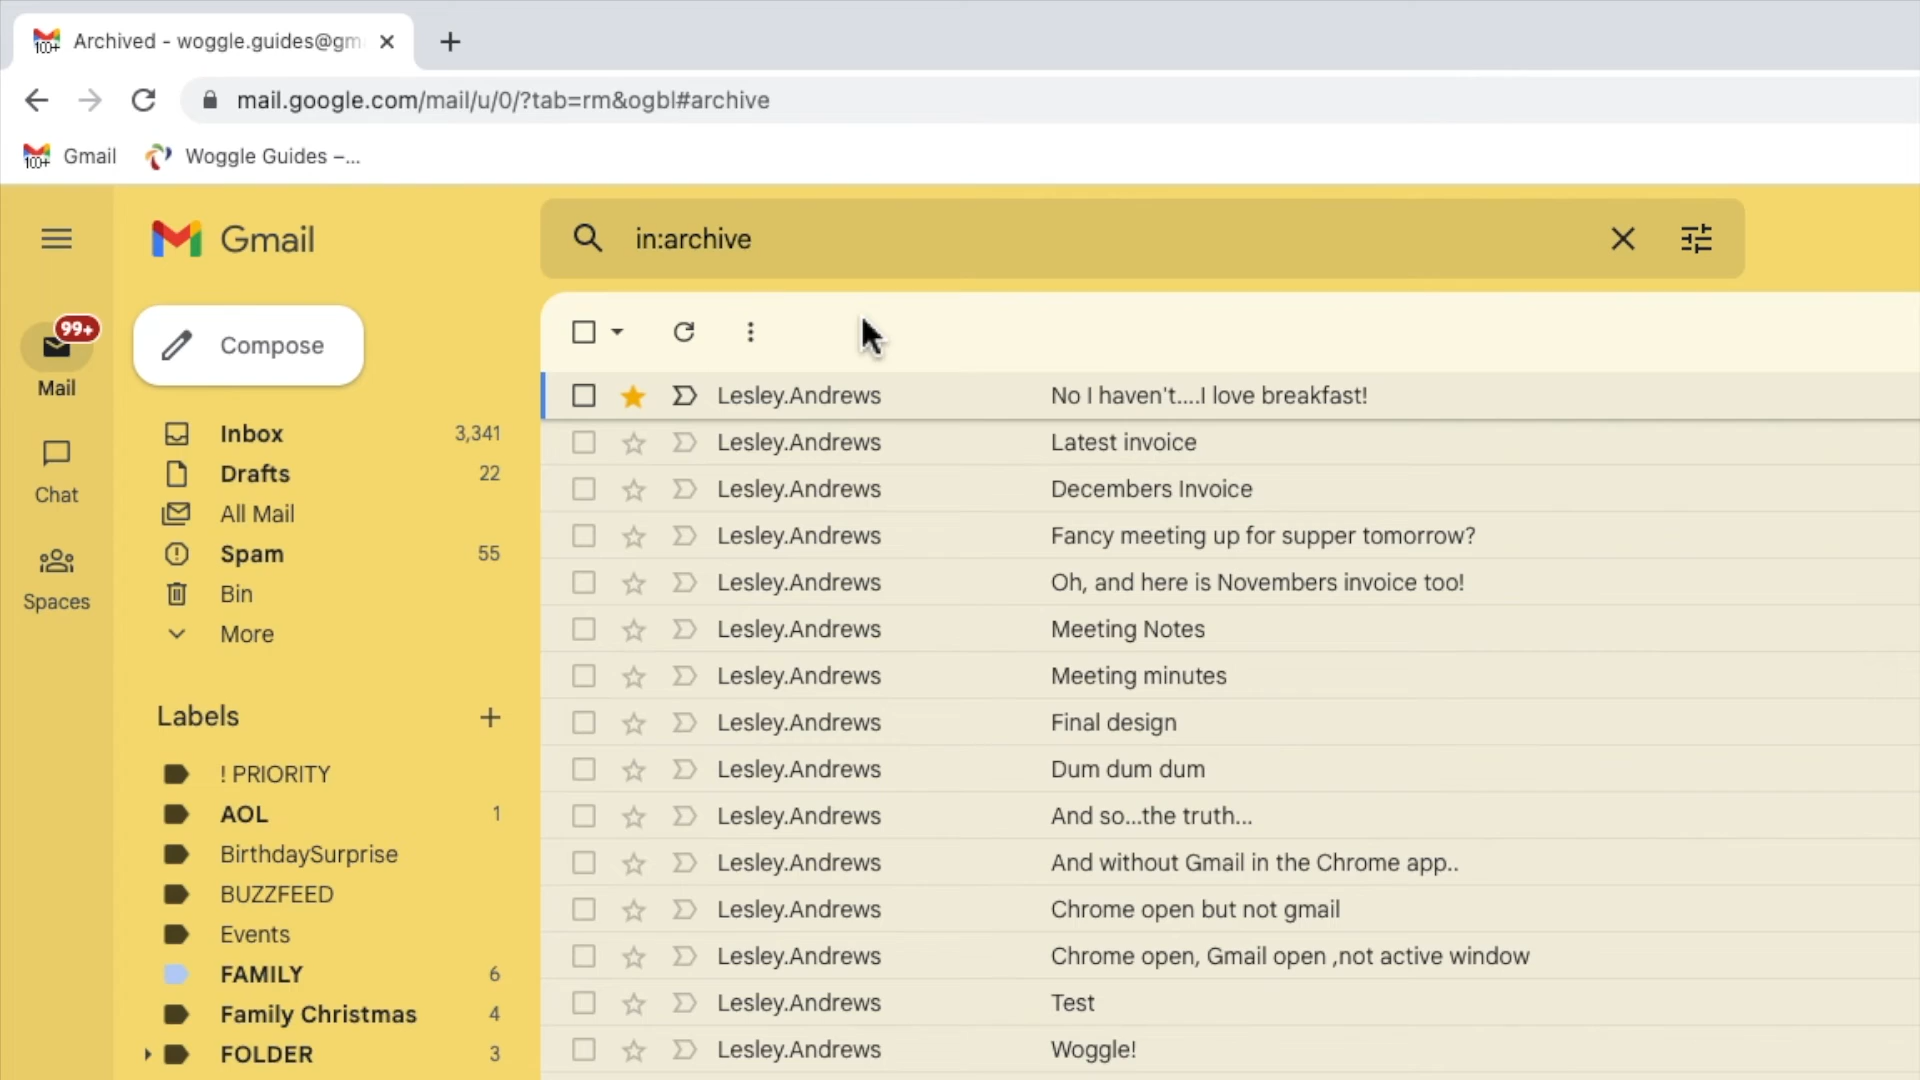 Archived - woggle.guides@gm
mail.google.com/mail/u/0/?tab=rm&ogbl#archive
100+ Gmail
Woggle Guides –...
Gmail
in:archive
99+
Mail
Chat
Spaces
Compose
Inbox 3,341
Drafts 22
All Mail
Spam 55
Bin
More
Labels
! PRIORITY
AOL 1
BirthdaySurprise
BUZZFEED
Events
FAMILY 6
Family Christmas 4
FOLDER 3
Lesley.Andrews No I haven't....I love breakfast!
Lesley.Andrews Latest invoice
Lesley.Andrews Decembers Invoice
Lesley.Andrews Fancy meeting up for supper tomorrow?
Lesley.Andrews Oh, and here is Novembers invoice too!
Lesley.Andrews Meeting Notes
Lesley.Andrews Meeting minutes
Lesley.Andrews Final design
Lesley.Andrews Dum dum dum
Lesley.Andrews And so...the truth...
Lesley.Andrews And without Gmail in the Chrome app..
Lesley.Andrews Chrome open but not gmail
Lesley.Andrews Chrome open, Gmail open ,not active window
Lesley.Andrews Test
Lesley.Andrews Woggle!